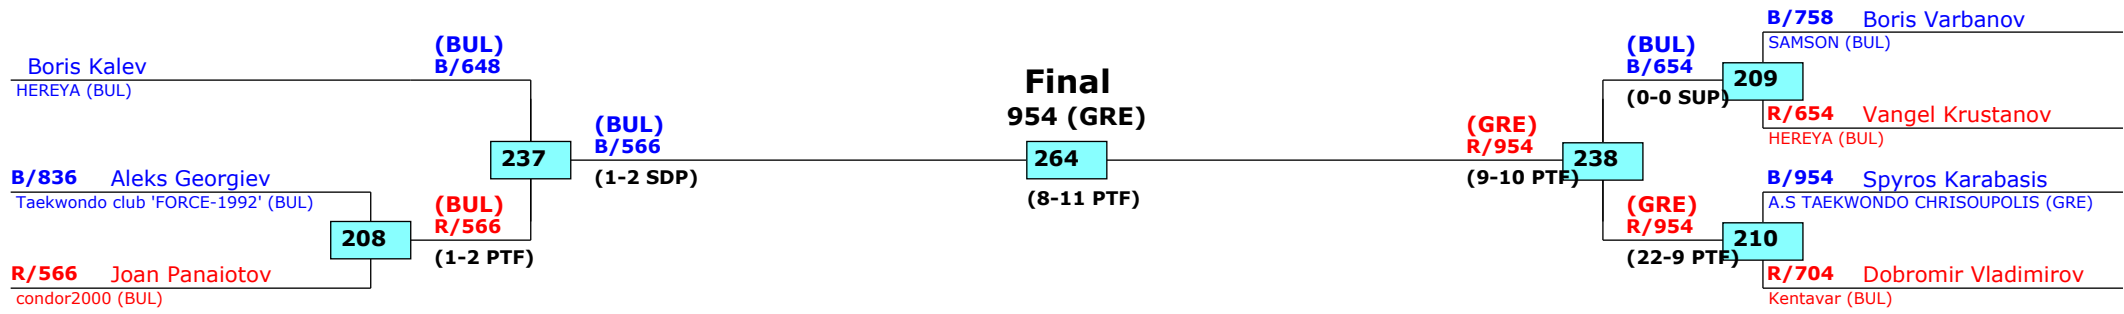 Boris Kalev
HEREYA (BUL)
(BUL)
B/648
B/836 Aleks Georgiev
Taekwondo club 'FORCE-1992' (BUL)
208
R/566 Joan Panaiotov
condor2000 (BUL)
(BUL)
R/566
(1-2 PTF)
237
(BUL)
B/566
(1-2 SDP)
Final
954 (GRE)
264
(8-11 PTF)
(GRE)
R/954
(9-10 PTF)
238
(BUL)
B/654
(0-0 SUP)
209
B/758 Boris Varbanov
SAMSON (BUL)
R/654 Vangel Krustanov
HEREYA (BUL)
(GRE)
R/954
(22-9 PTF)
210
B/954 Spyros Karabasis
A.S TAEKWONDO CHRISOUPOLIS (GRE)
R/704 Dobromir Vladimirov
Kentavar (BUL)